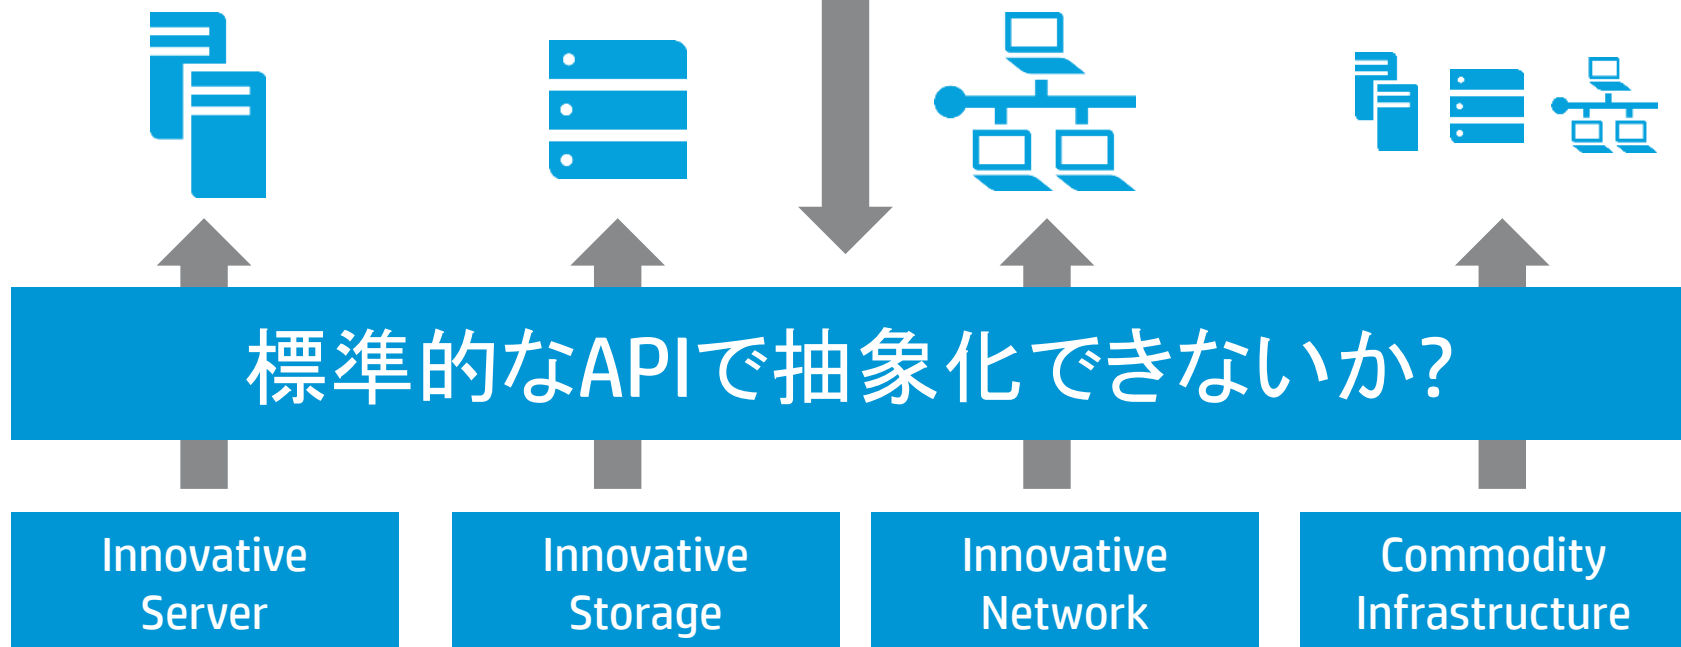 標準的なAPIで抽象化できないか?
Innovative
Server
Innovative
Storage
Innovative
Network
Commodity
Infrastructure